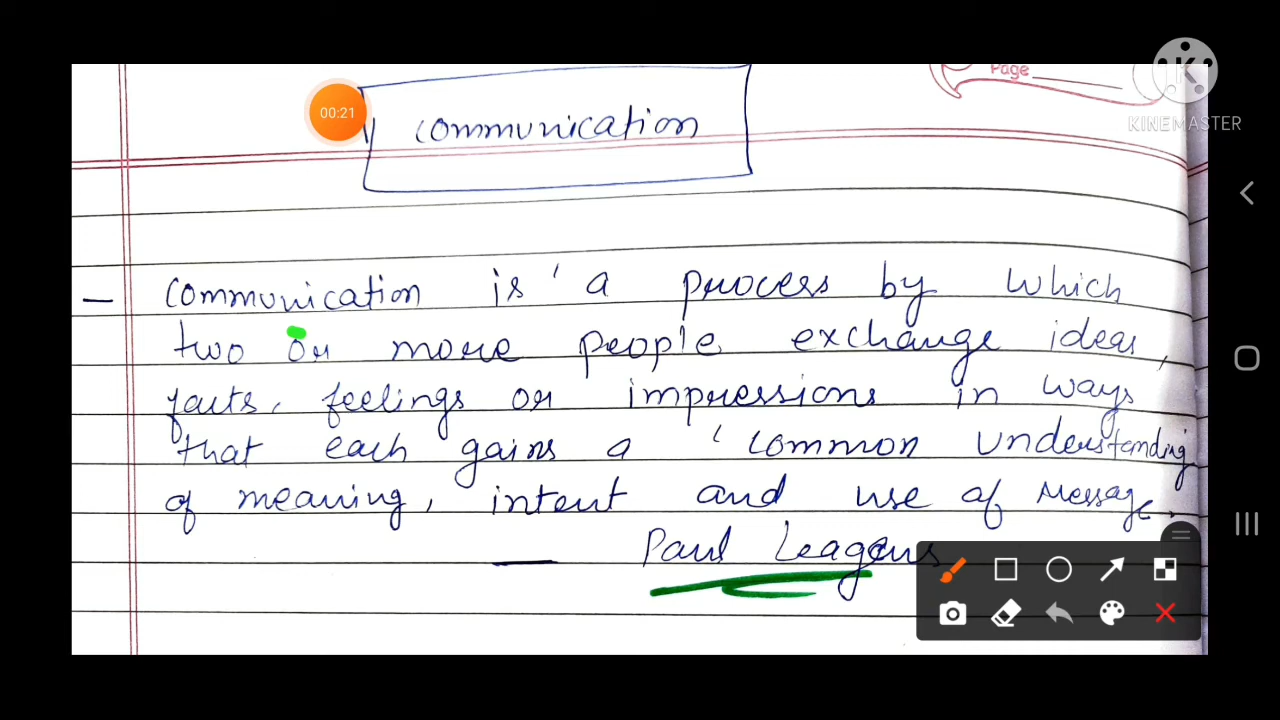 Page
KINEMASTER
00:21
Communication
- Communication is ' a process by which
two or more people exchange ideas,
facts, feelings or impressions in ways
that each gains a ' common understanding
of meaning, intent and use of Message.
— Paul Leagans